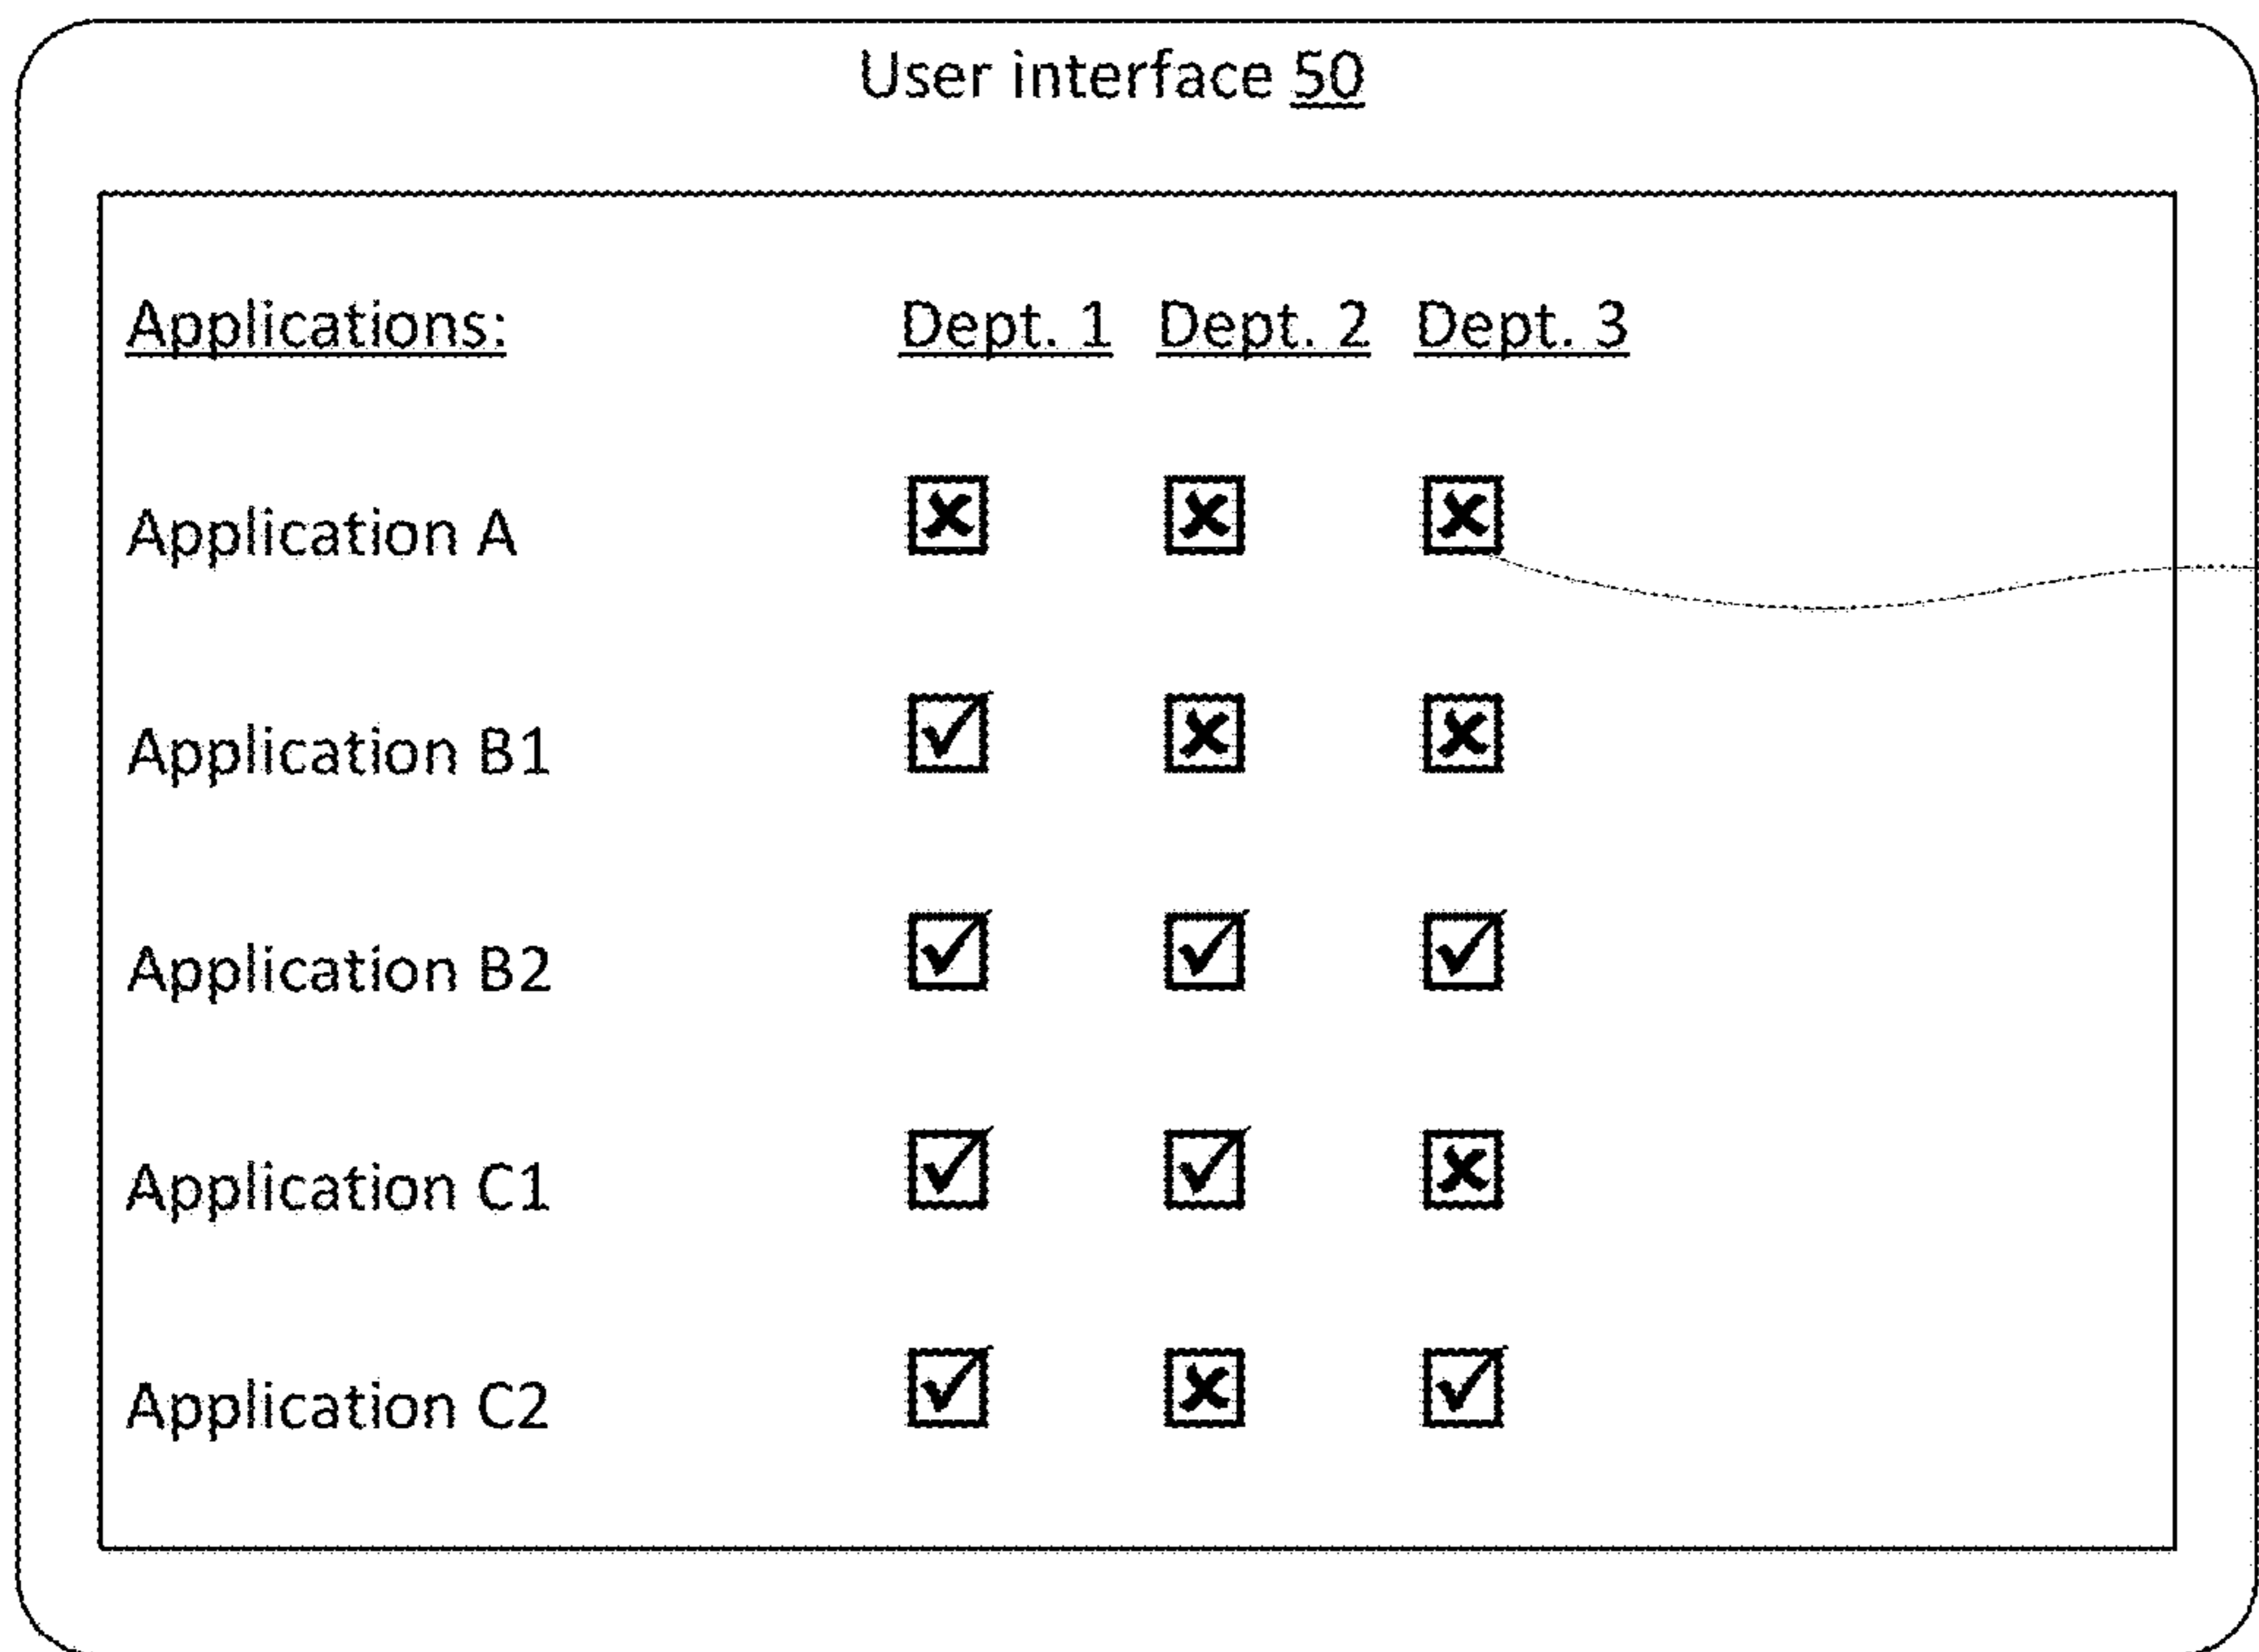 User interface 50
Applications: Dept. 1 Dept. 2 Dept. 3
Application A
Application B1
Application B2
Application C1
Application C2